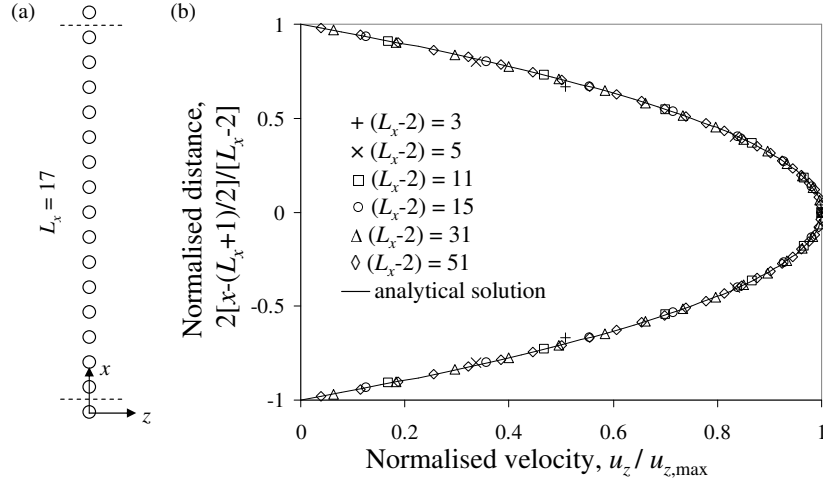 (a)
L_x = 17
x
z
(b)
Normalised distance,
2[x-(L_x+1)/2]/[L_x-2]
1
0.5
0
-0.5
-1
+ (L_x-2) = 3
× (L_x-2) = 5
□ (L_x-2) = 11
○ (L_x-2) = 15
△ (L_x-2) = 31
◇ (L_x-2) = 51
— analytical solution
0 0.2 0.4 0.6 0.8 1
Normalised velocity, u_z / u_z,max